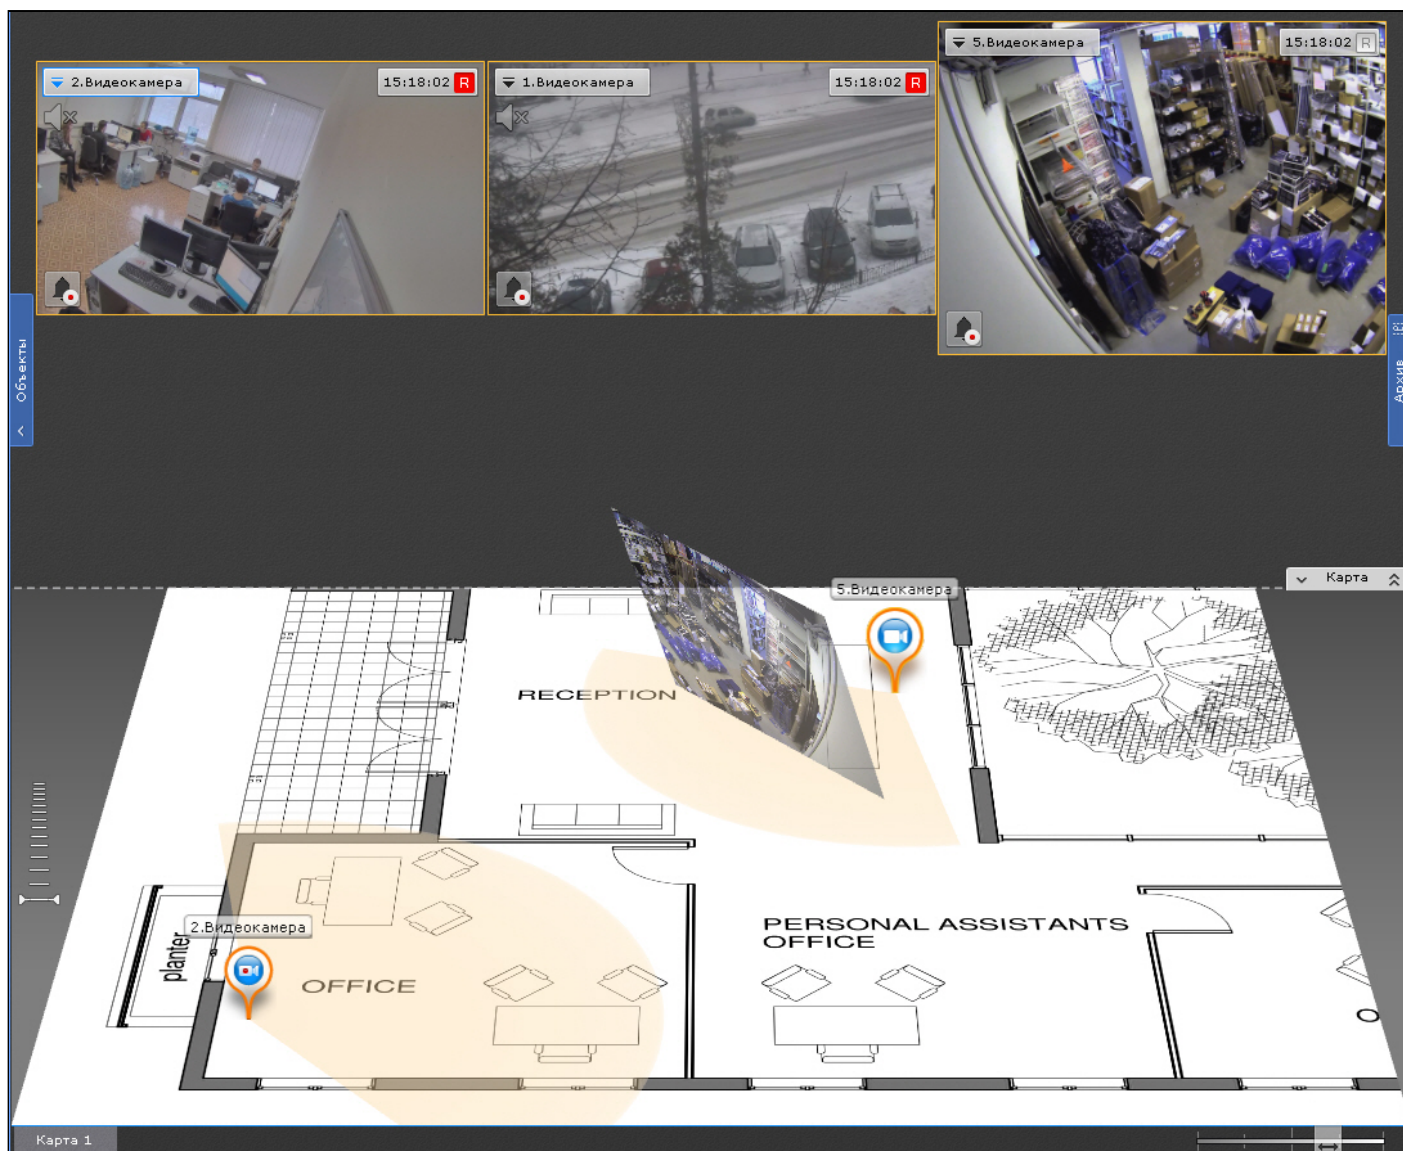 2.Видеокамера
15:18:02 R
1.Видеокамера
15:18:02 R
5.Видеокамера
15:18:02 R
Объекты
Архив
Карта
5.Видеокамера
RECEPTION
2.Видеокамера
planter
OFFICE
PERSONAL ASSISTANTS
OFFICE
O
Карта 1